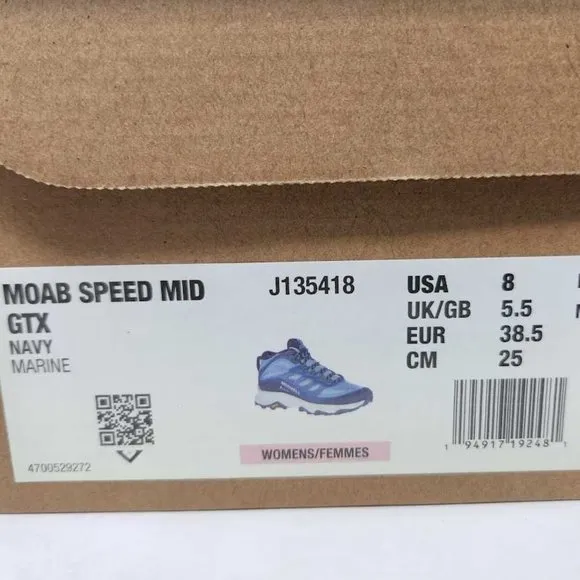 MOAB SPEED MID
GTX
NAVY
MARINE
4700529272
J135418
WOMENS/FEMMES
USA 8
UK/GB 5.5
EUR 38.5
CM 25
1 94917 19248 1